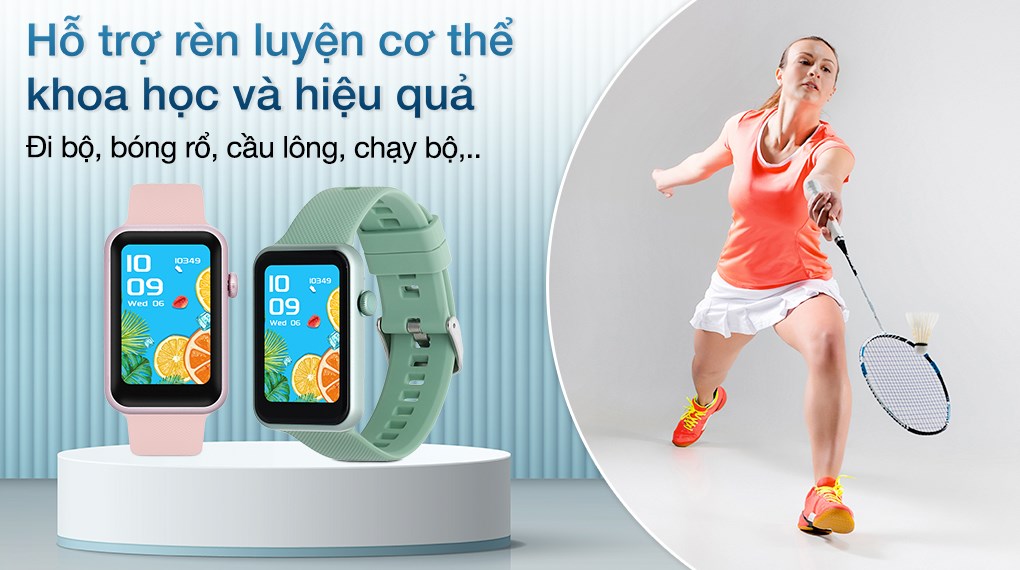 Hỗ trợ rèn luyện cơ thể
khoa học và hiệu quả
Đi bộ, bóng rổ, cầu lông, chạy bộ,..
10
10349
09
Wed 06
10
10349
09
Wed 06